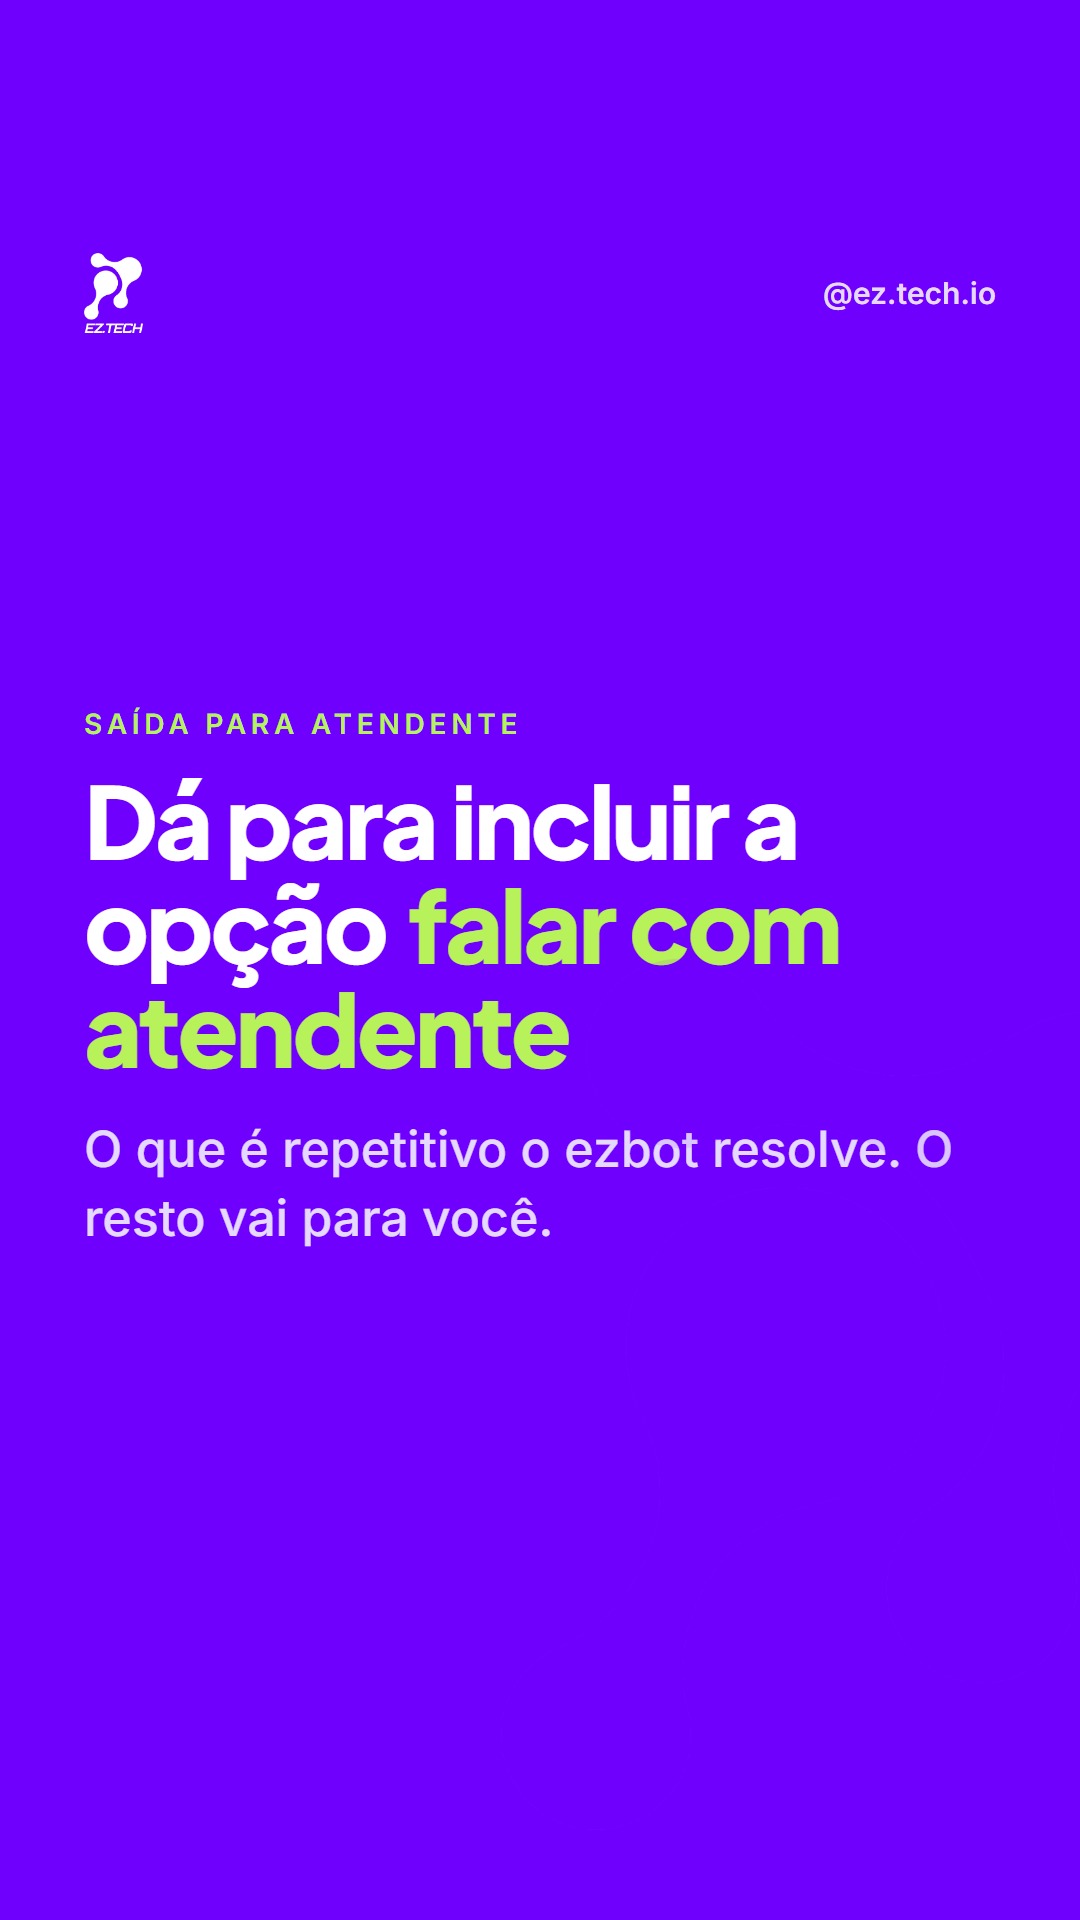 EZ.TECH
@ez.tech.io
SAÍDA PARA ATENDENTE
Dá para incluir a
opção falar com
atendente
O que é repetitivo o ezbot resolve. O
resto vai para você.